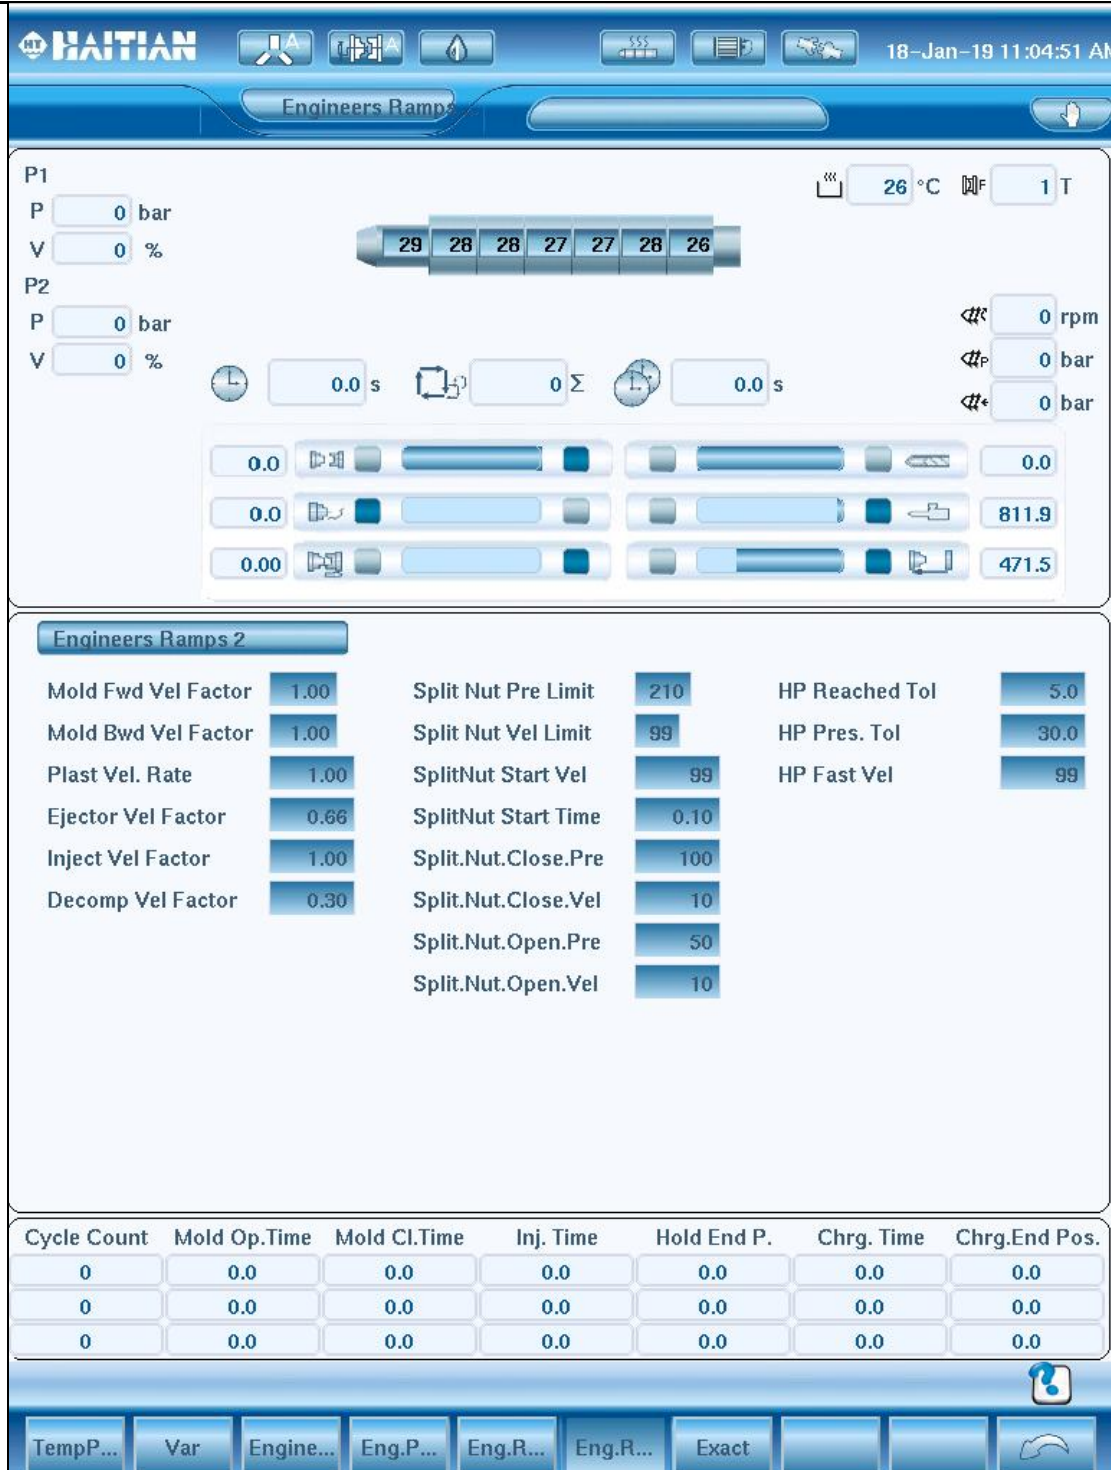 HT HAITIAN A A 18-Jan-19 11:04:51 AM
Engineers Ramps...
P1
26 °C F 1 T
P 0 bar
V 0 %
29 28 28 27 27 28 26
P2
P 0 bar
0 rpm
V 0 %
P 0 bar
0.0 s 0 Σ 0.0 s
0 bar
0.0 0.0
0.0 811.9
0.00 471.5
Engineers Ramps 2
Mold Fwd Vel Factor 1.00 Split Nut Pre Limit 210 HP Reached Tol 5.0
Mold Bwd Vel Factor 1.00 Split Nut Vel Limit 99 HP Pres. Tol 30.0
Plast Vel. Rate 1.00 SplitNut Start Vel 99 HP Fast Vel 99
Ejector Vel Factor 0.66 SplitNut Start Time 0.10
Inject Vel Factor 1.00 Split.Nut.Close.Pre 100
Decomp Vel Factor 0.30 Split.Nut.Close.Vel 10
Split.Nut.Open.Pre 50
Split.Nut.Open.Vel 10
Cycle Count Mold Op.Time Mold Cl.Time Inj. Time Hold End P. Chrg. Time Chrg.End Pos.
0 0.0 0.0 0.0 0.0 0.0 0.0
0 0.0 0.0 0.0 0.0 0.0 0.0
0 0.0 0.0 0.0 0.0 0.0 0.0
?
TempP... Var Engine... Eng.P... Eng.R... Eng.R... Exact